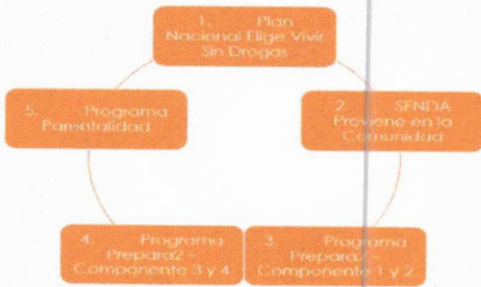 1. Plan
Nacional Elige Vivir
Sin Drogas
2. SENDA
Previene en la
Comunidad
3. Programa
Prepara2 -
Componente 1 y 2
4. Programa
Prepara2 -
Componente 3 y 4
5. Programa
Parentalidad